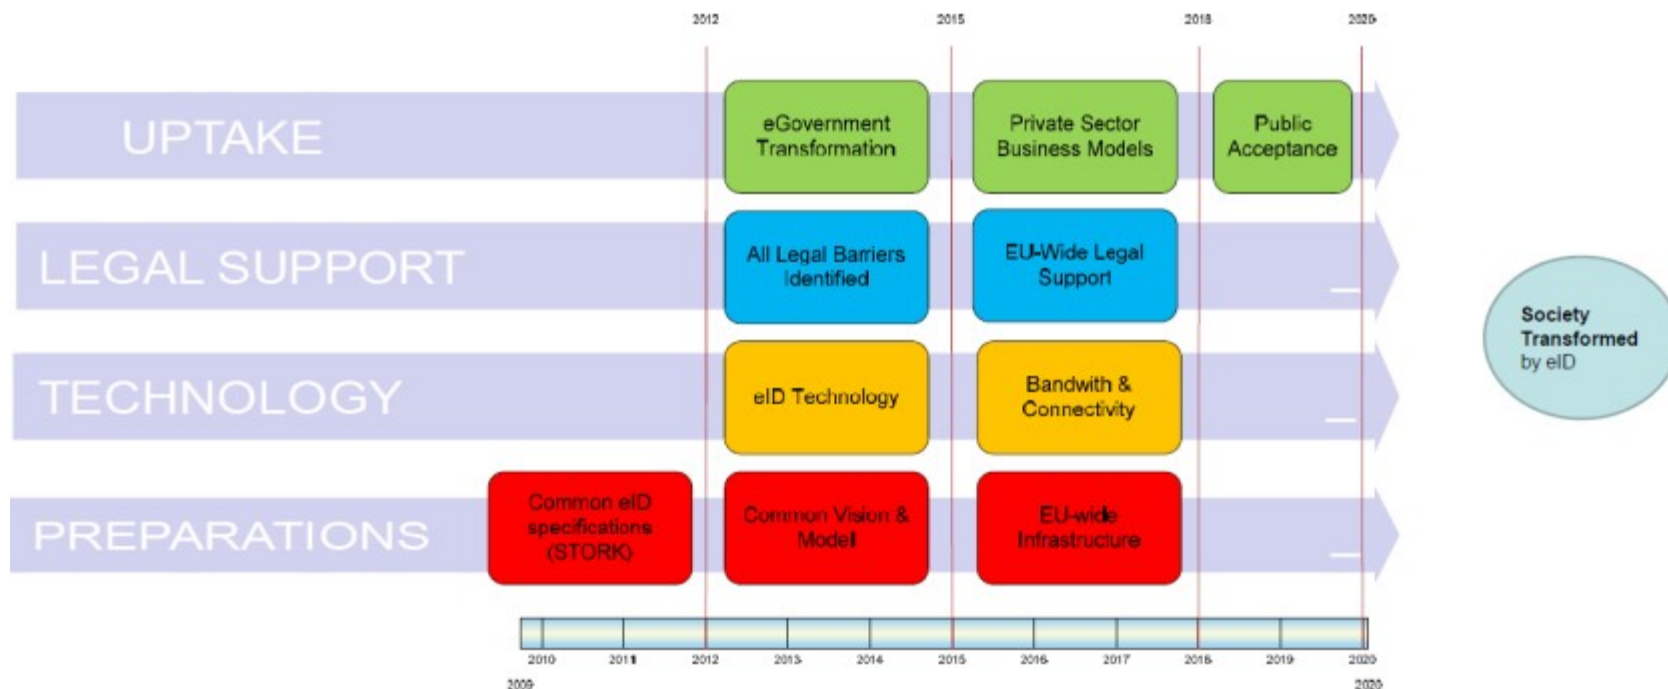 2012 2015 2018 2020
UPTAKE
eGovernment
Transformation
Private Sector
Business Models
Public
Acceptance
LEGAL SUPPORT
All Legal Barriers
Identified
EU-Wide Legal
Support
Society
Transformed
by eID
TECHNOLOGY
eID Technology
Bandwith &
Connectivity
PREPARATIONS
Common eID
specifications
(STORK)
Common Vision &
Modell
EU-wide
Infrastructure
2010 2011 2012 2013 2014 2015 2016 2017 2018 2019 2020
2009 2020